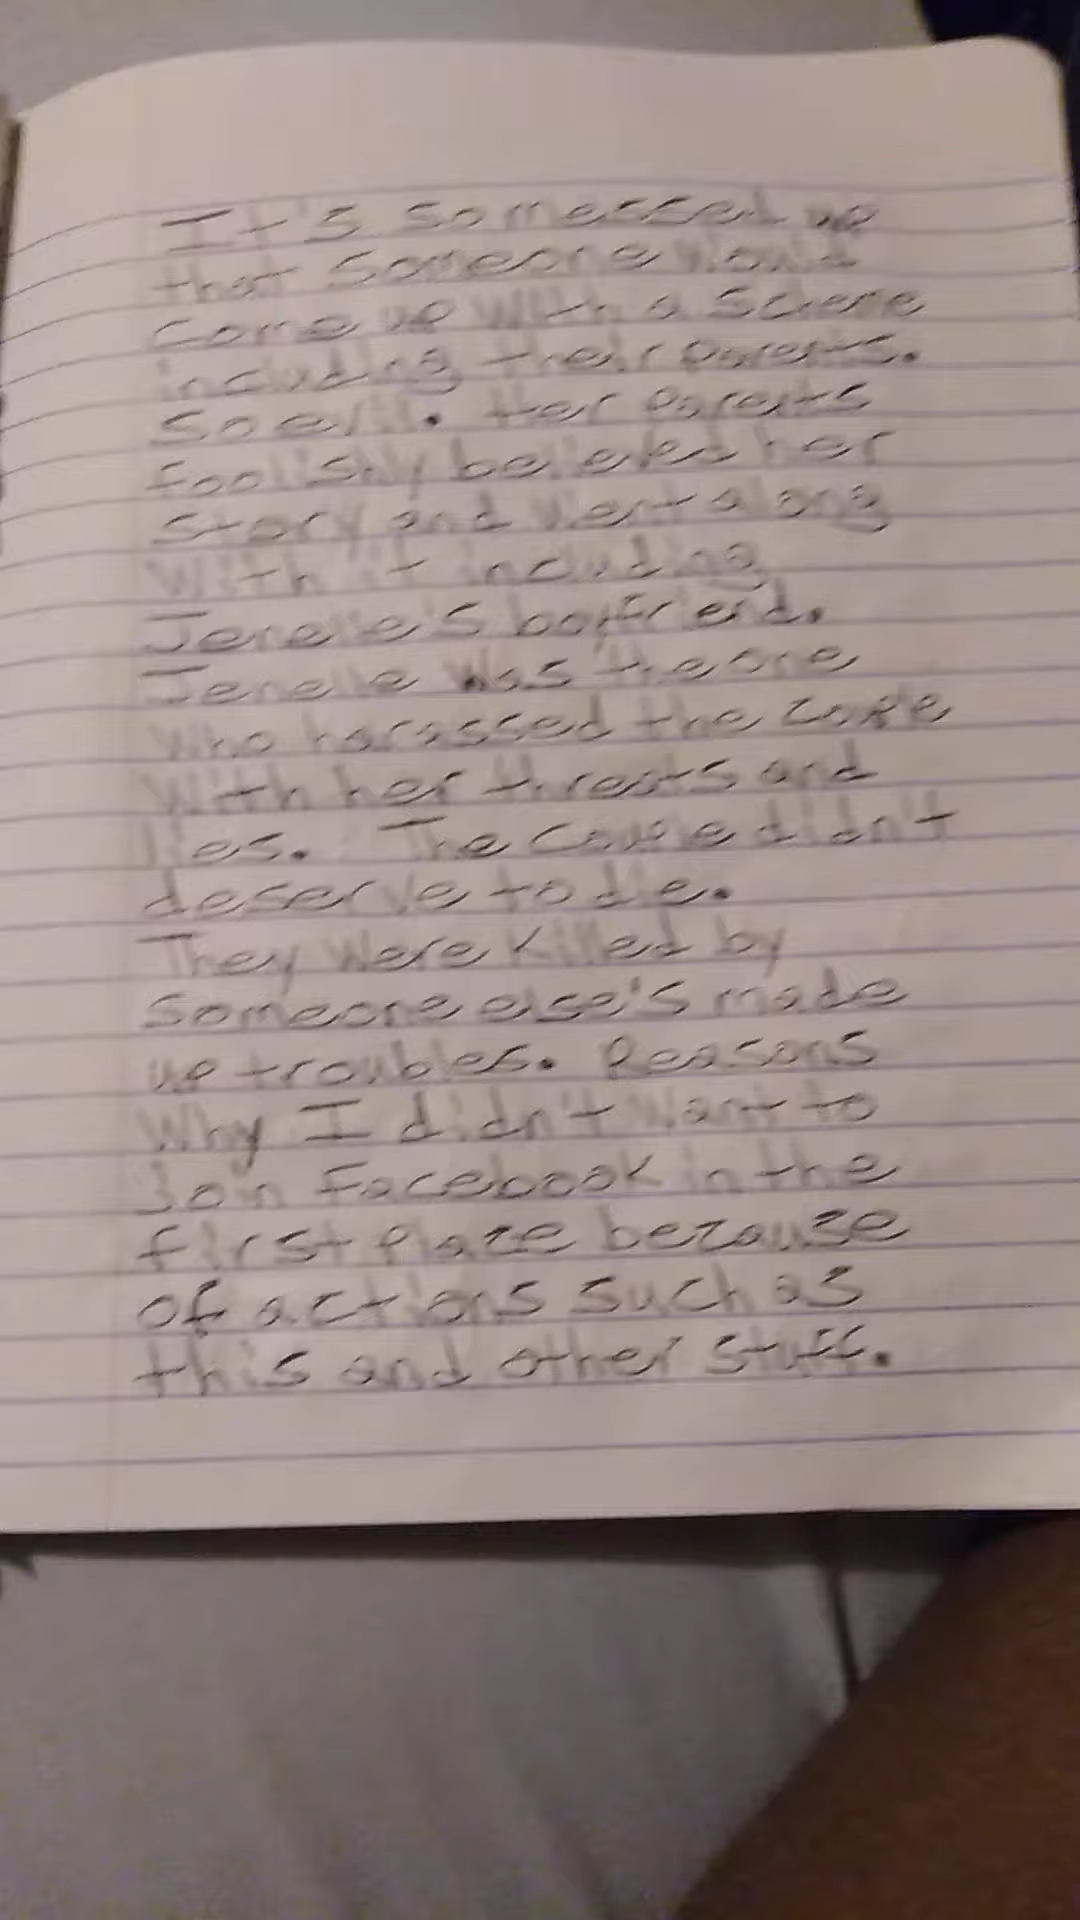 It's so messed up
that someone would
come up with a scheme
including their parents.
So evil. Her parents
foolishly believed her
story and went along
with it including
Jenelle's boyfriend.
Jenelle was the one
who harassed the couple
with her threats and
lies. The couple didn't
deserve to die.
They were killed by
someone else's made
up troubles. Reasons
why I didn't want to
join Facebook in the
first place because
of actions such as
this and other stuff.